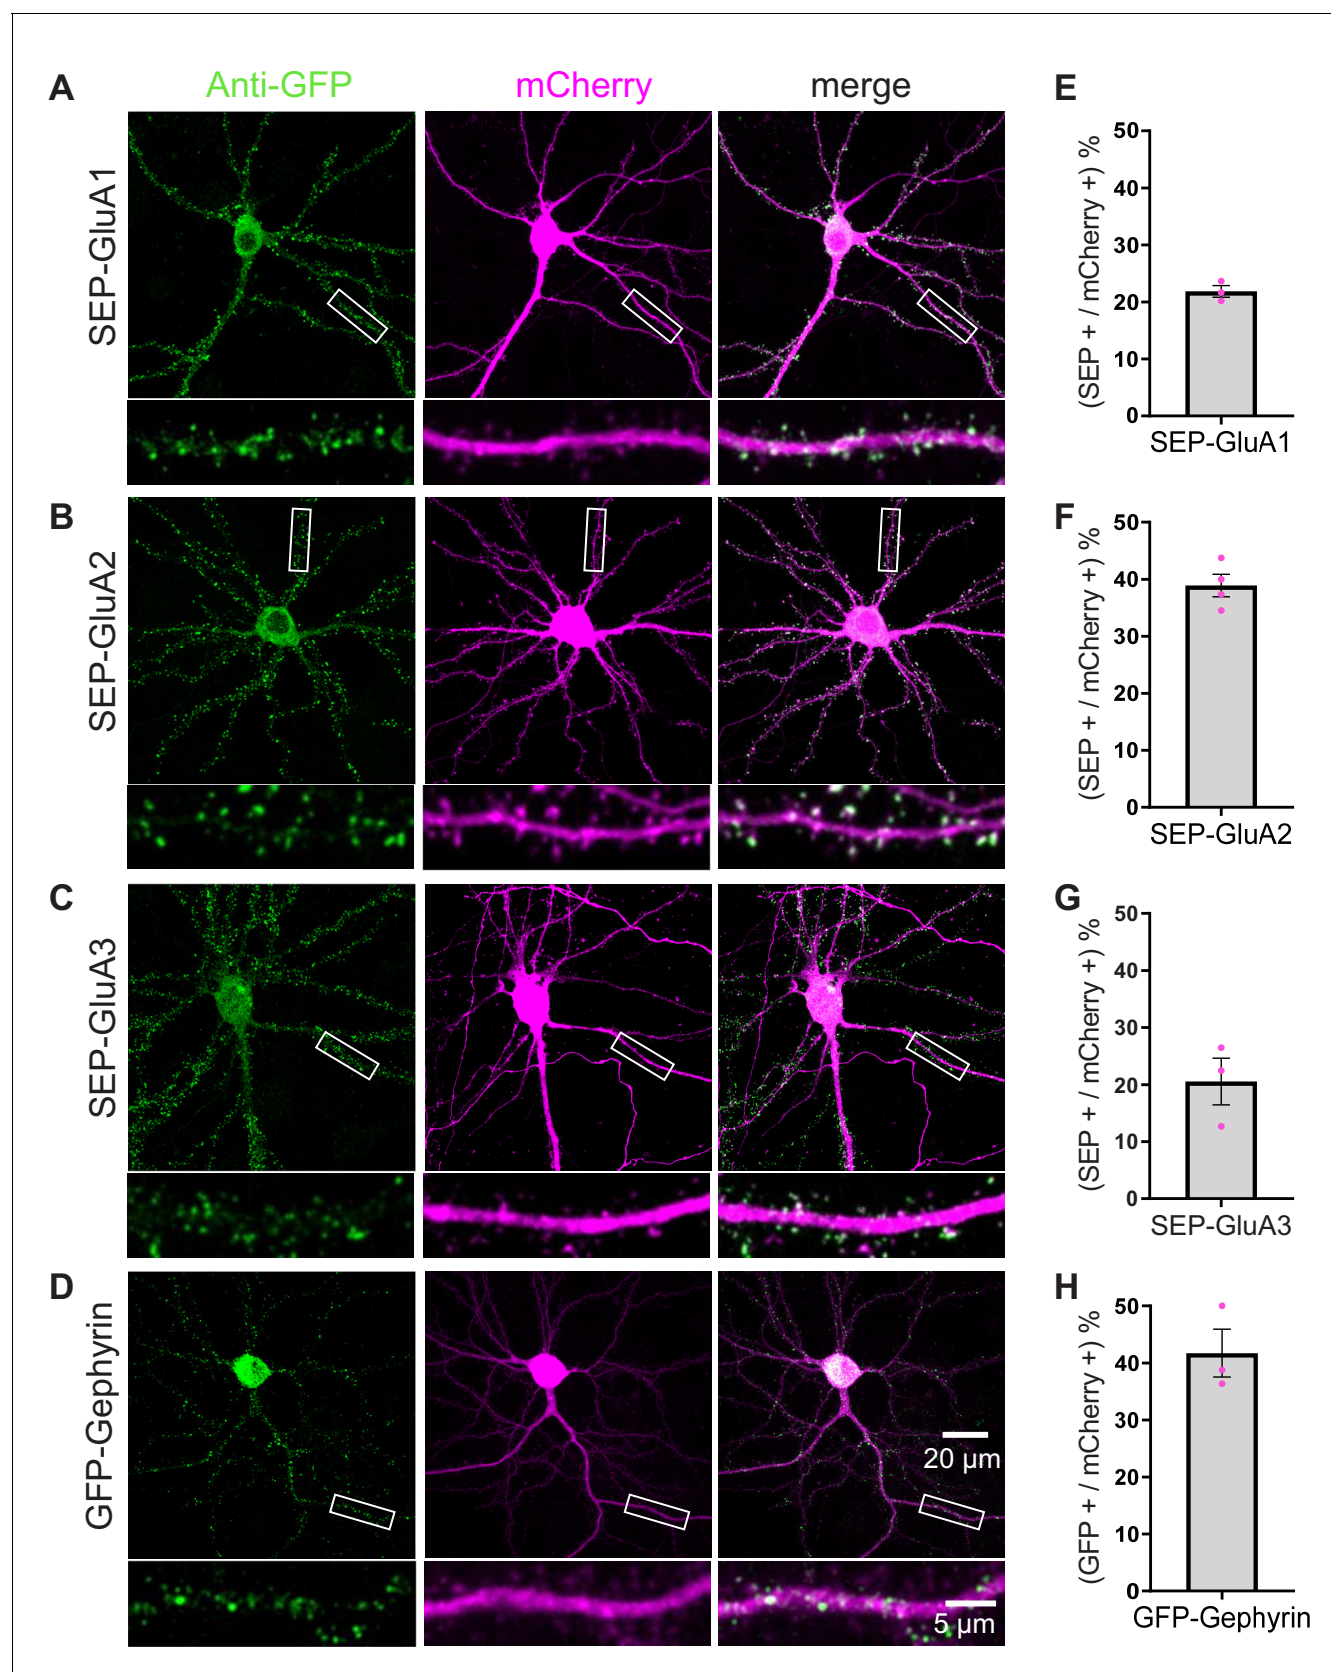 A
Anti-GFP
mCherry
merge
SEP-GluA1
B
SEP-GluA2
C
SEP-GluA3
D
GFP-Gephyrin
20 µm
5 µm
E
(SEP + / mCherry +) %
50
40
30
20
10
0
SEP-GluA1
F
(SEP + / mCherry +) %
50
40
30
20
10
0
SEP-GluA2
G
(SEP + / mCherry +) %
50
40
30
20
10
0
SEP-GluA3
H
(GFP + / mCherry +) %
50
40
30
20
10
0
GFP-Gephyrin